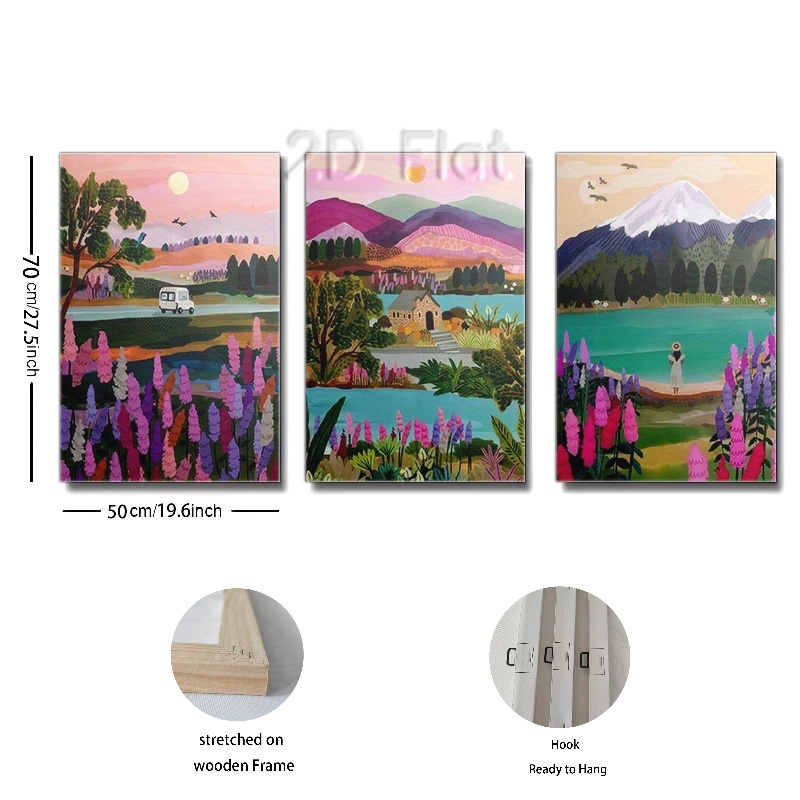 2D Flat
70 cm/27.5inch
50 cm/19.6inch
stretched on
wooden Frame
Hook
Ready to Hang